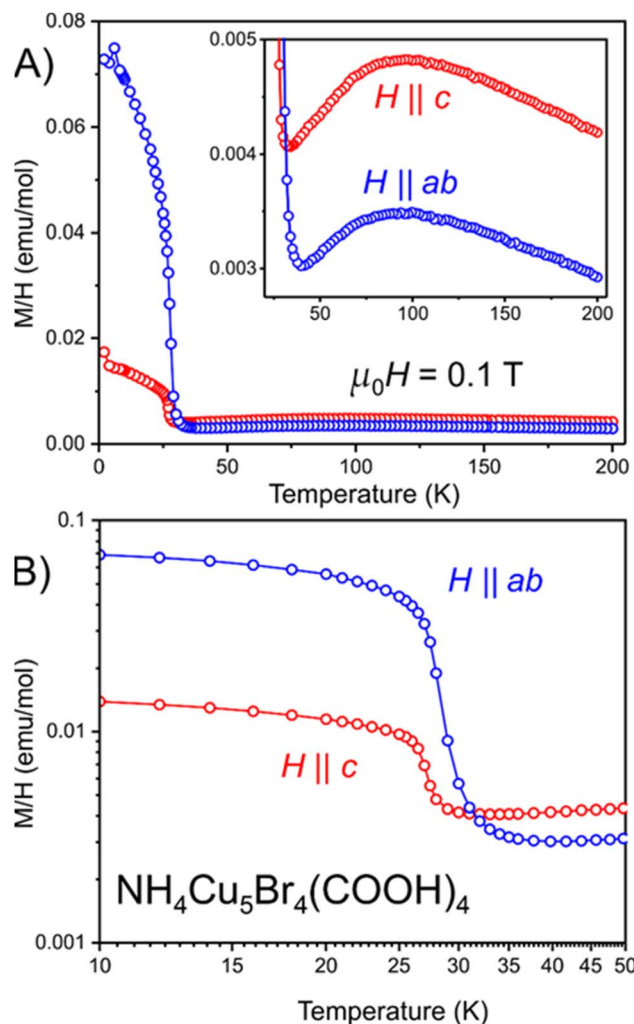 A)
M/H (emu/mol)
0.08
0.06
0.04
0.02
0.00
0.005
0.004
0.003
H || c
H || ab
50
100
150
200
μ₀H = 0.1 T
0
50
100
150
200
Temperature (K)
B)
M/H (emu/mol)
0.1
0.01
0.001
H || ab
H || c
NH₄Cu₅Br₄(COOH)₄
10
15
20
25
30
35
40
45
50
Temperature (K)